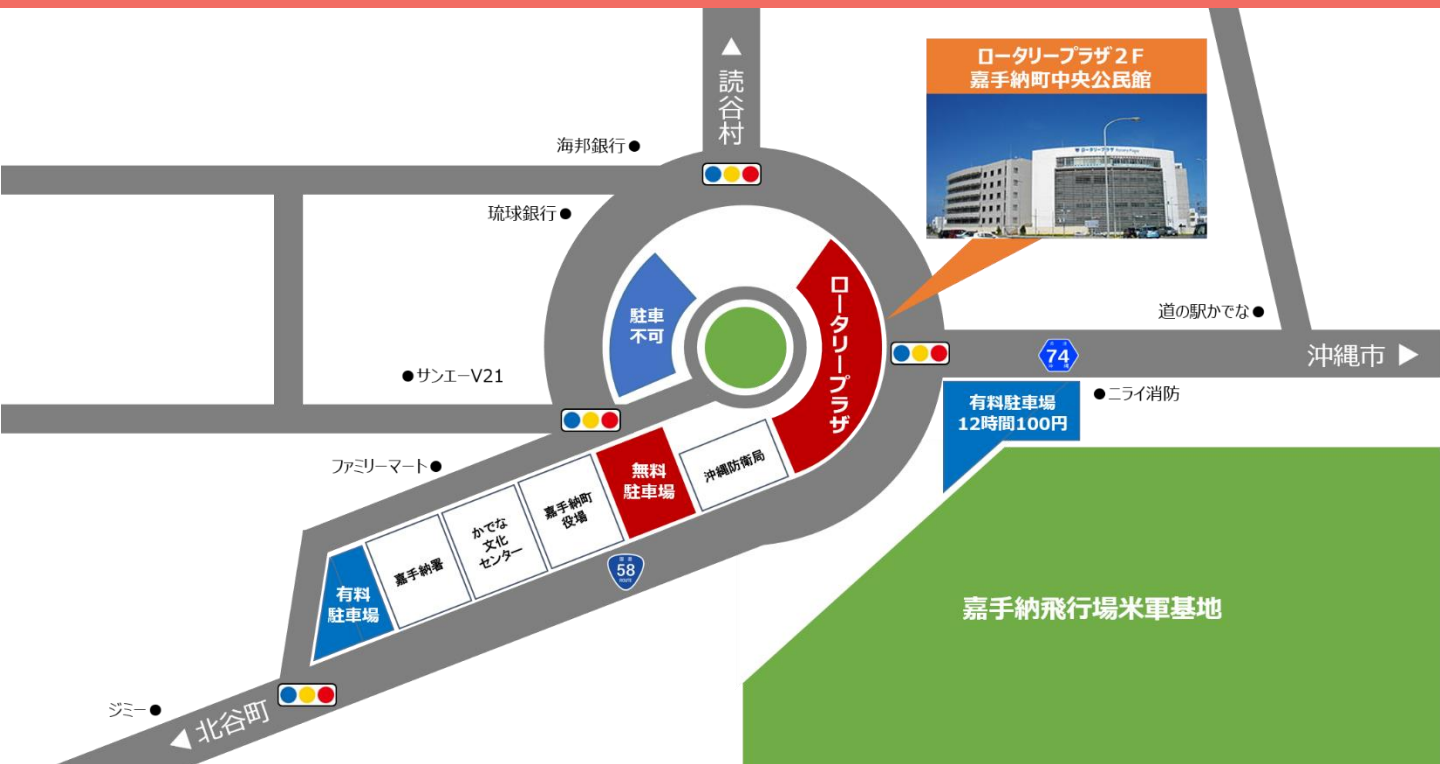 ▲
読谷村
ロータリープラザ2F
嘉手納町中央公民館
海邦銀行●
琉球銀行●
駐車
不可
ロータリープラザ
道の駅かでな●
74
沖縄市 ▶
●サンエーV21
有料駐車場
12時間100円
●ニライ消防
ファミリーマート●
無料
駐車場
沖縄防衛局
嘉手納町
役場
かでな
文化
センター
嘉手納署
有料
駐車場
58
ROUTE
嘉手納飛行場米軍基地
ジミー●
◀ 北谷町